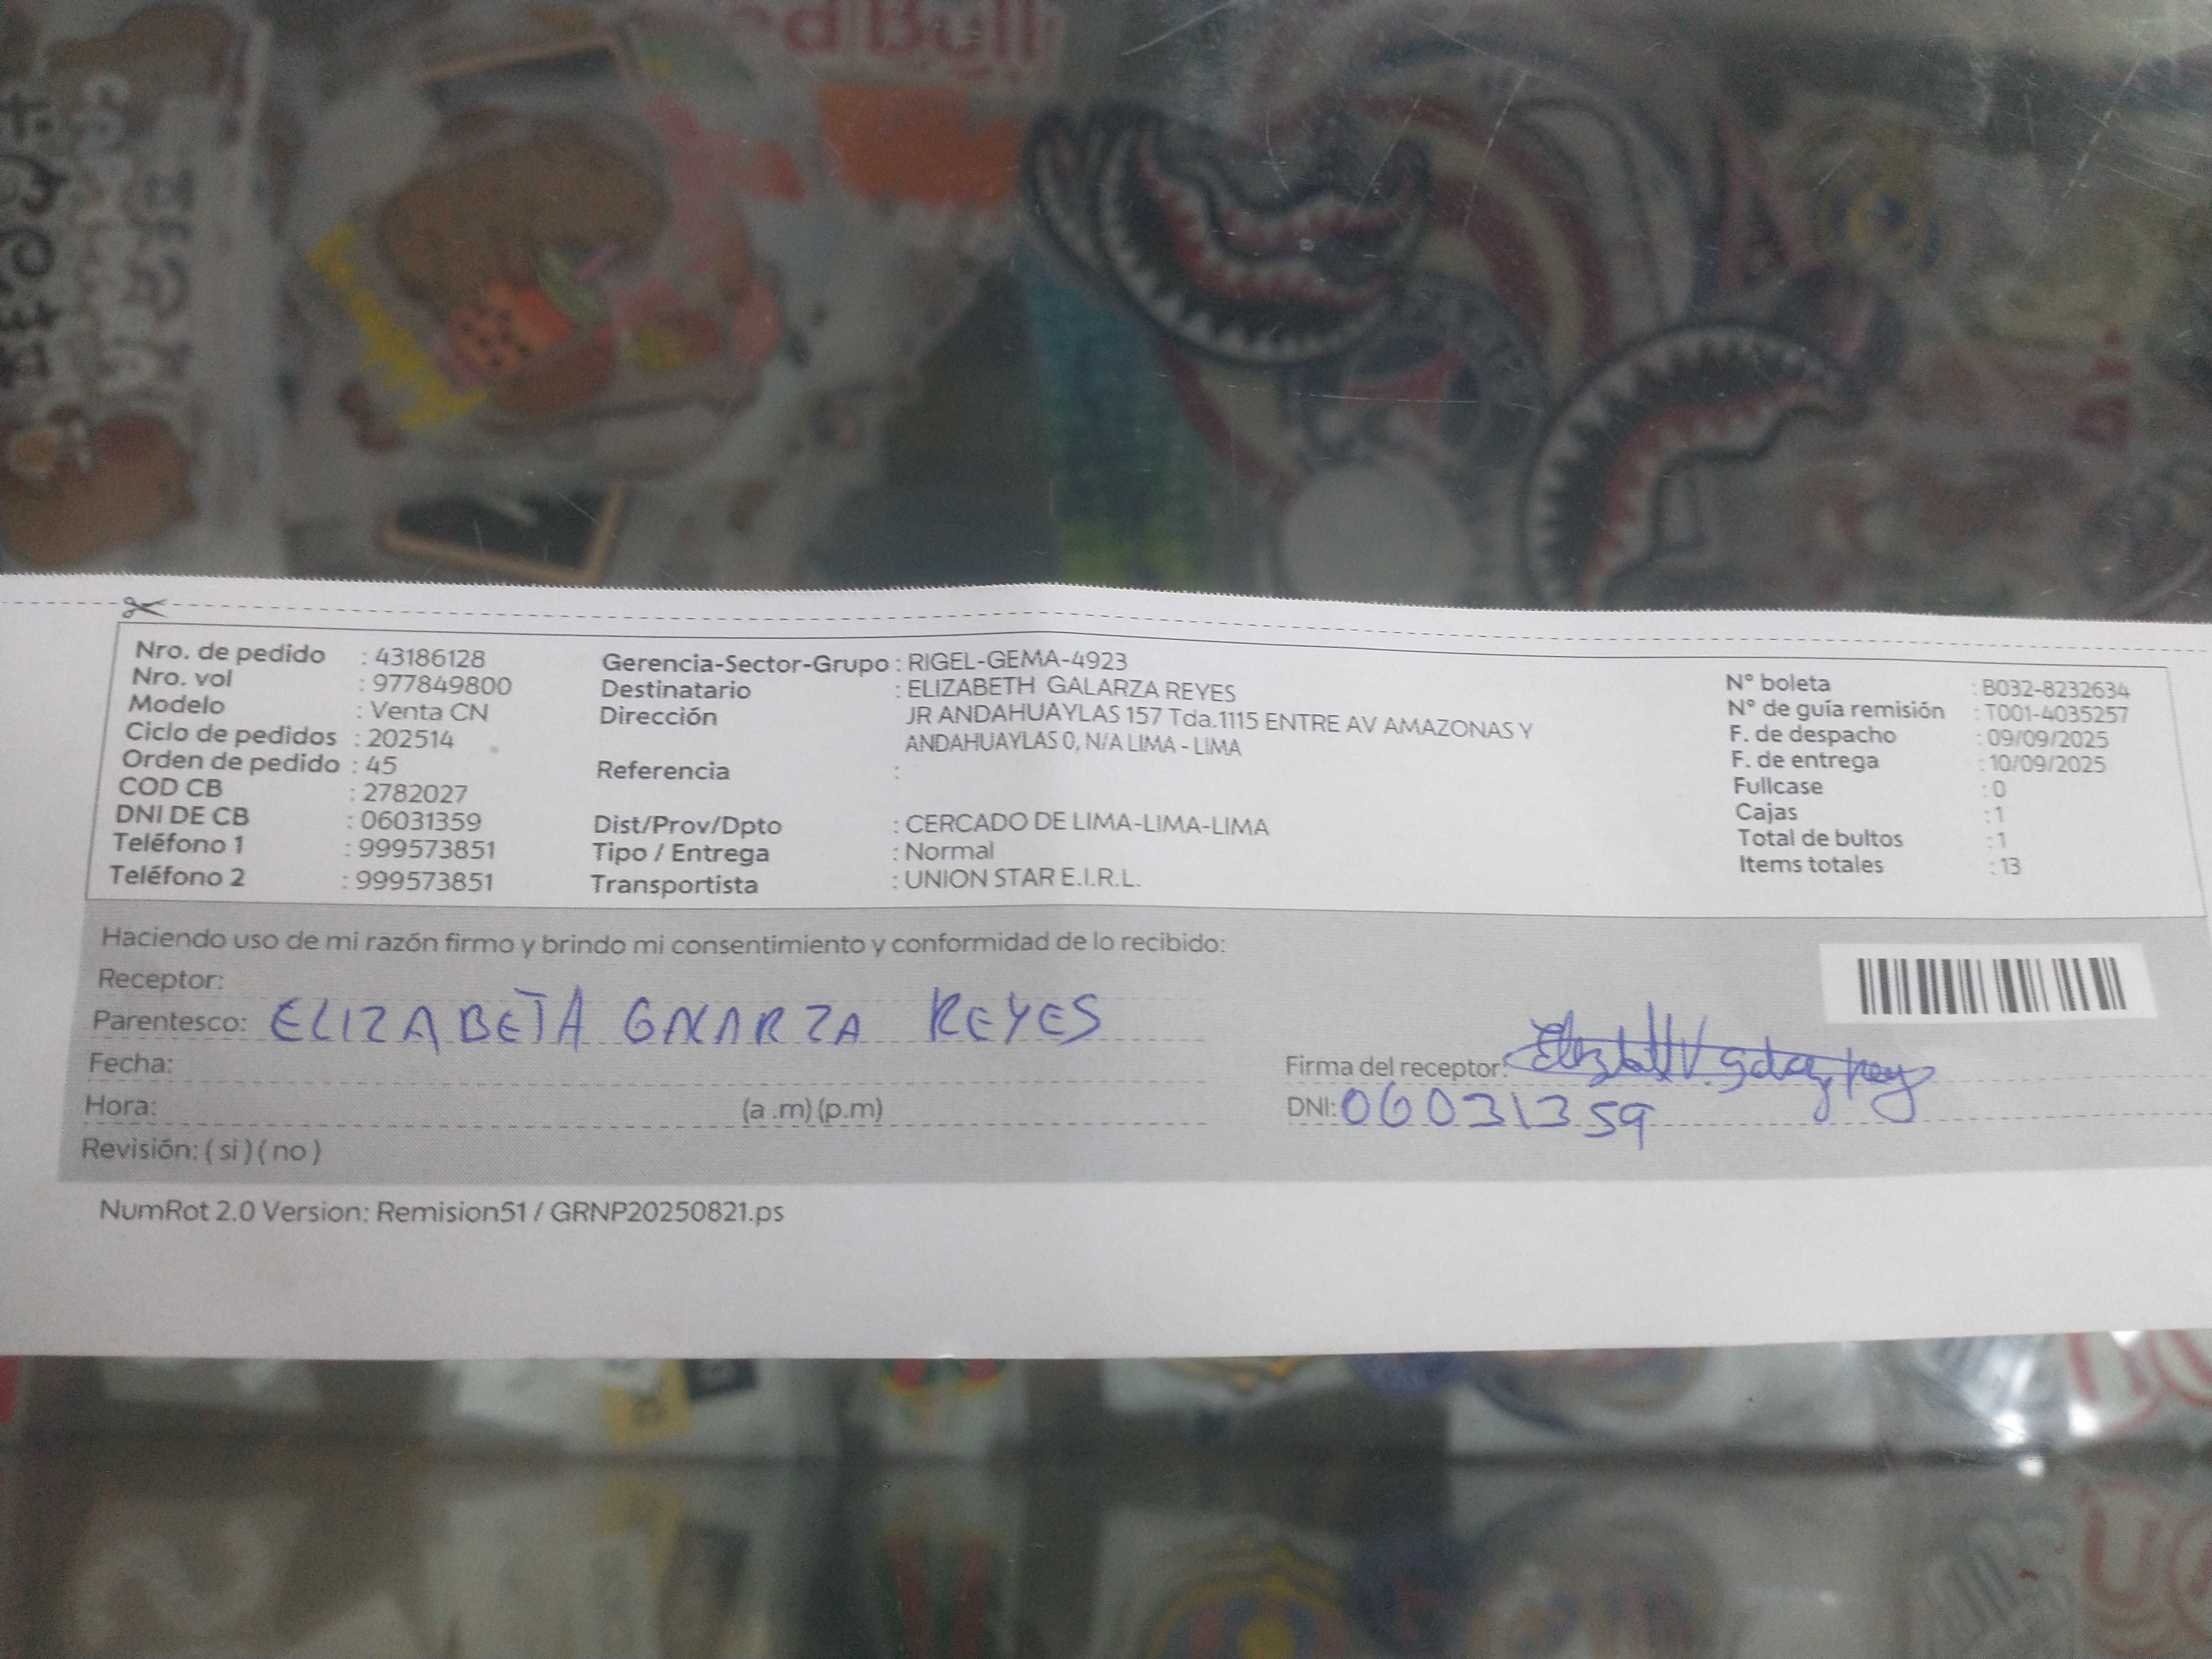 d Bull
Nro. de pedido : 43186128
Nro. vol : 977849800
Modelo : Venta CN
Ciclo de pedidos : 202514
Orden de pedido : 45
COD CB : 2782027
DNI DE CB : 06031359
Teléfono 1 : 999573851
Teléfono 2 : 999573851
Gerencia-Sector-Grupo : RIGEL-GEMA-4923
Destinatario : ELIZABETH GALARZA REYES
Dirección JR ANDAHUAYLAS 157 Tda.1115 ENTRE AV AMAZONAS Y
ANDAHUAYLAS 0, N/A LIMA - LIMA
Referencia :
Dist/Prov/Dpto : CERCADO DE LIMA-LIMA-LIMA
Tipo / Entrega : Normal
Transportista : UNION STAR E.I.R.L.
N° boleta : B032-8232634
N° de guía remisión : T001-4035257
F. de despacho : 09/09/2025
F. de entrega : 10/09/2025
Fullcase : 0
Cajas : 1
Total de bultos : 1
Items totales : 13
Haciendo uso de mi razón firmo y brindo mi consentimiento y conformidad de lo recibido:
Receptor:
Parentesco: ELIZABETA GALARZA REYES
Fecha:
Hora: (a .m) (p.m)
Revisión: ( si ) ( no )
Firma del receptor:
DNI: 06031359
NumRot 2.0 Version: Remision51 / GRNP20250821.ps